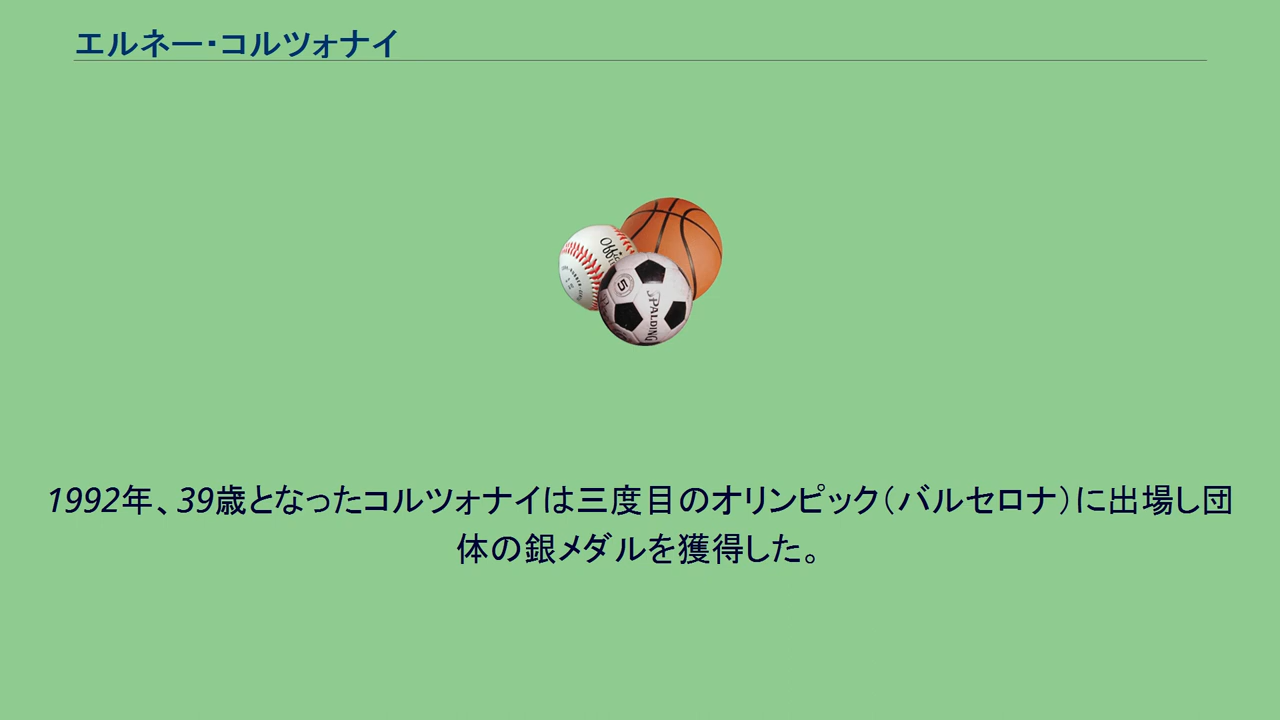 エルネー・コルツォナイ
Offic
5
SPALDING
1992年、39歳となったコルツォナイは三度目のオリンピック（バルセロナ）に出場し団
体の銀メダルを獲得した。